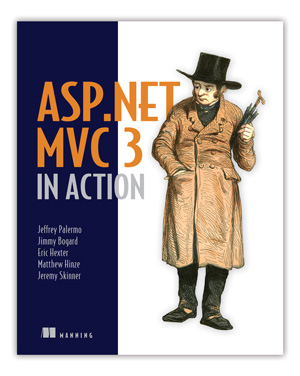 ASP.NET
MVC 3
IN ACTION
Jeffrey Palermo
Jimmy Bogard
Eric Hexter
Matthew Hinze
Jeremy Skinner
MANNING